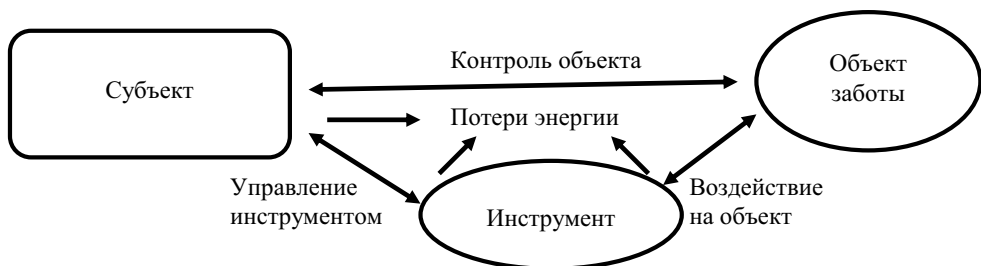 Субъект
Контроль объекта
Объект
заботы
Потери энергии
Управление
инструментом
Инструмент
Воздействие
на объект